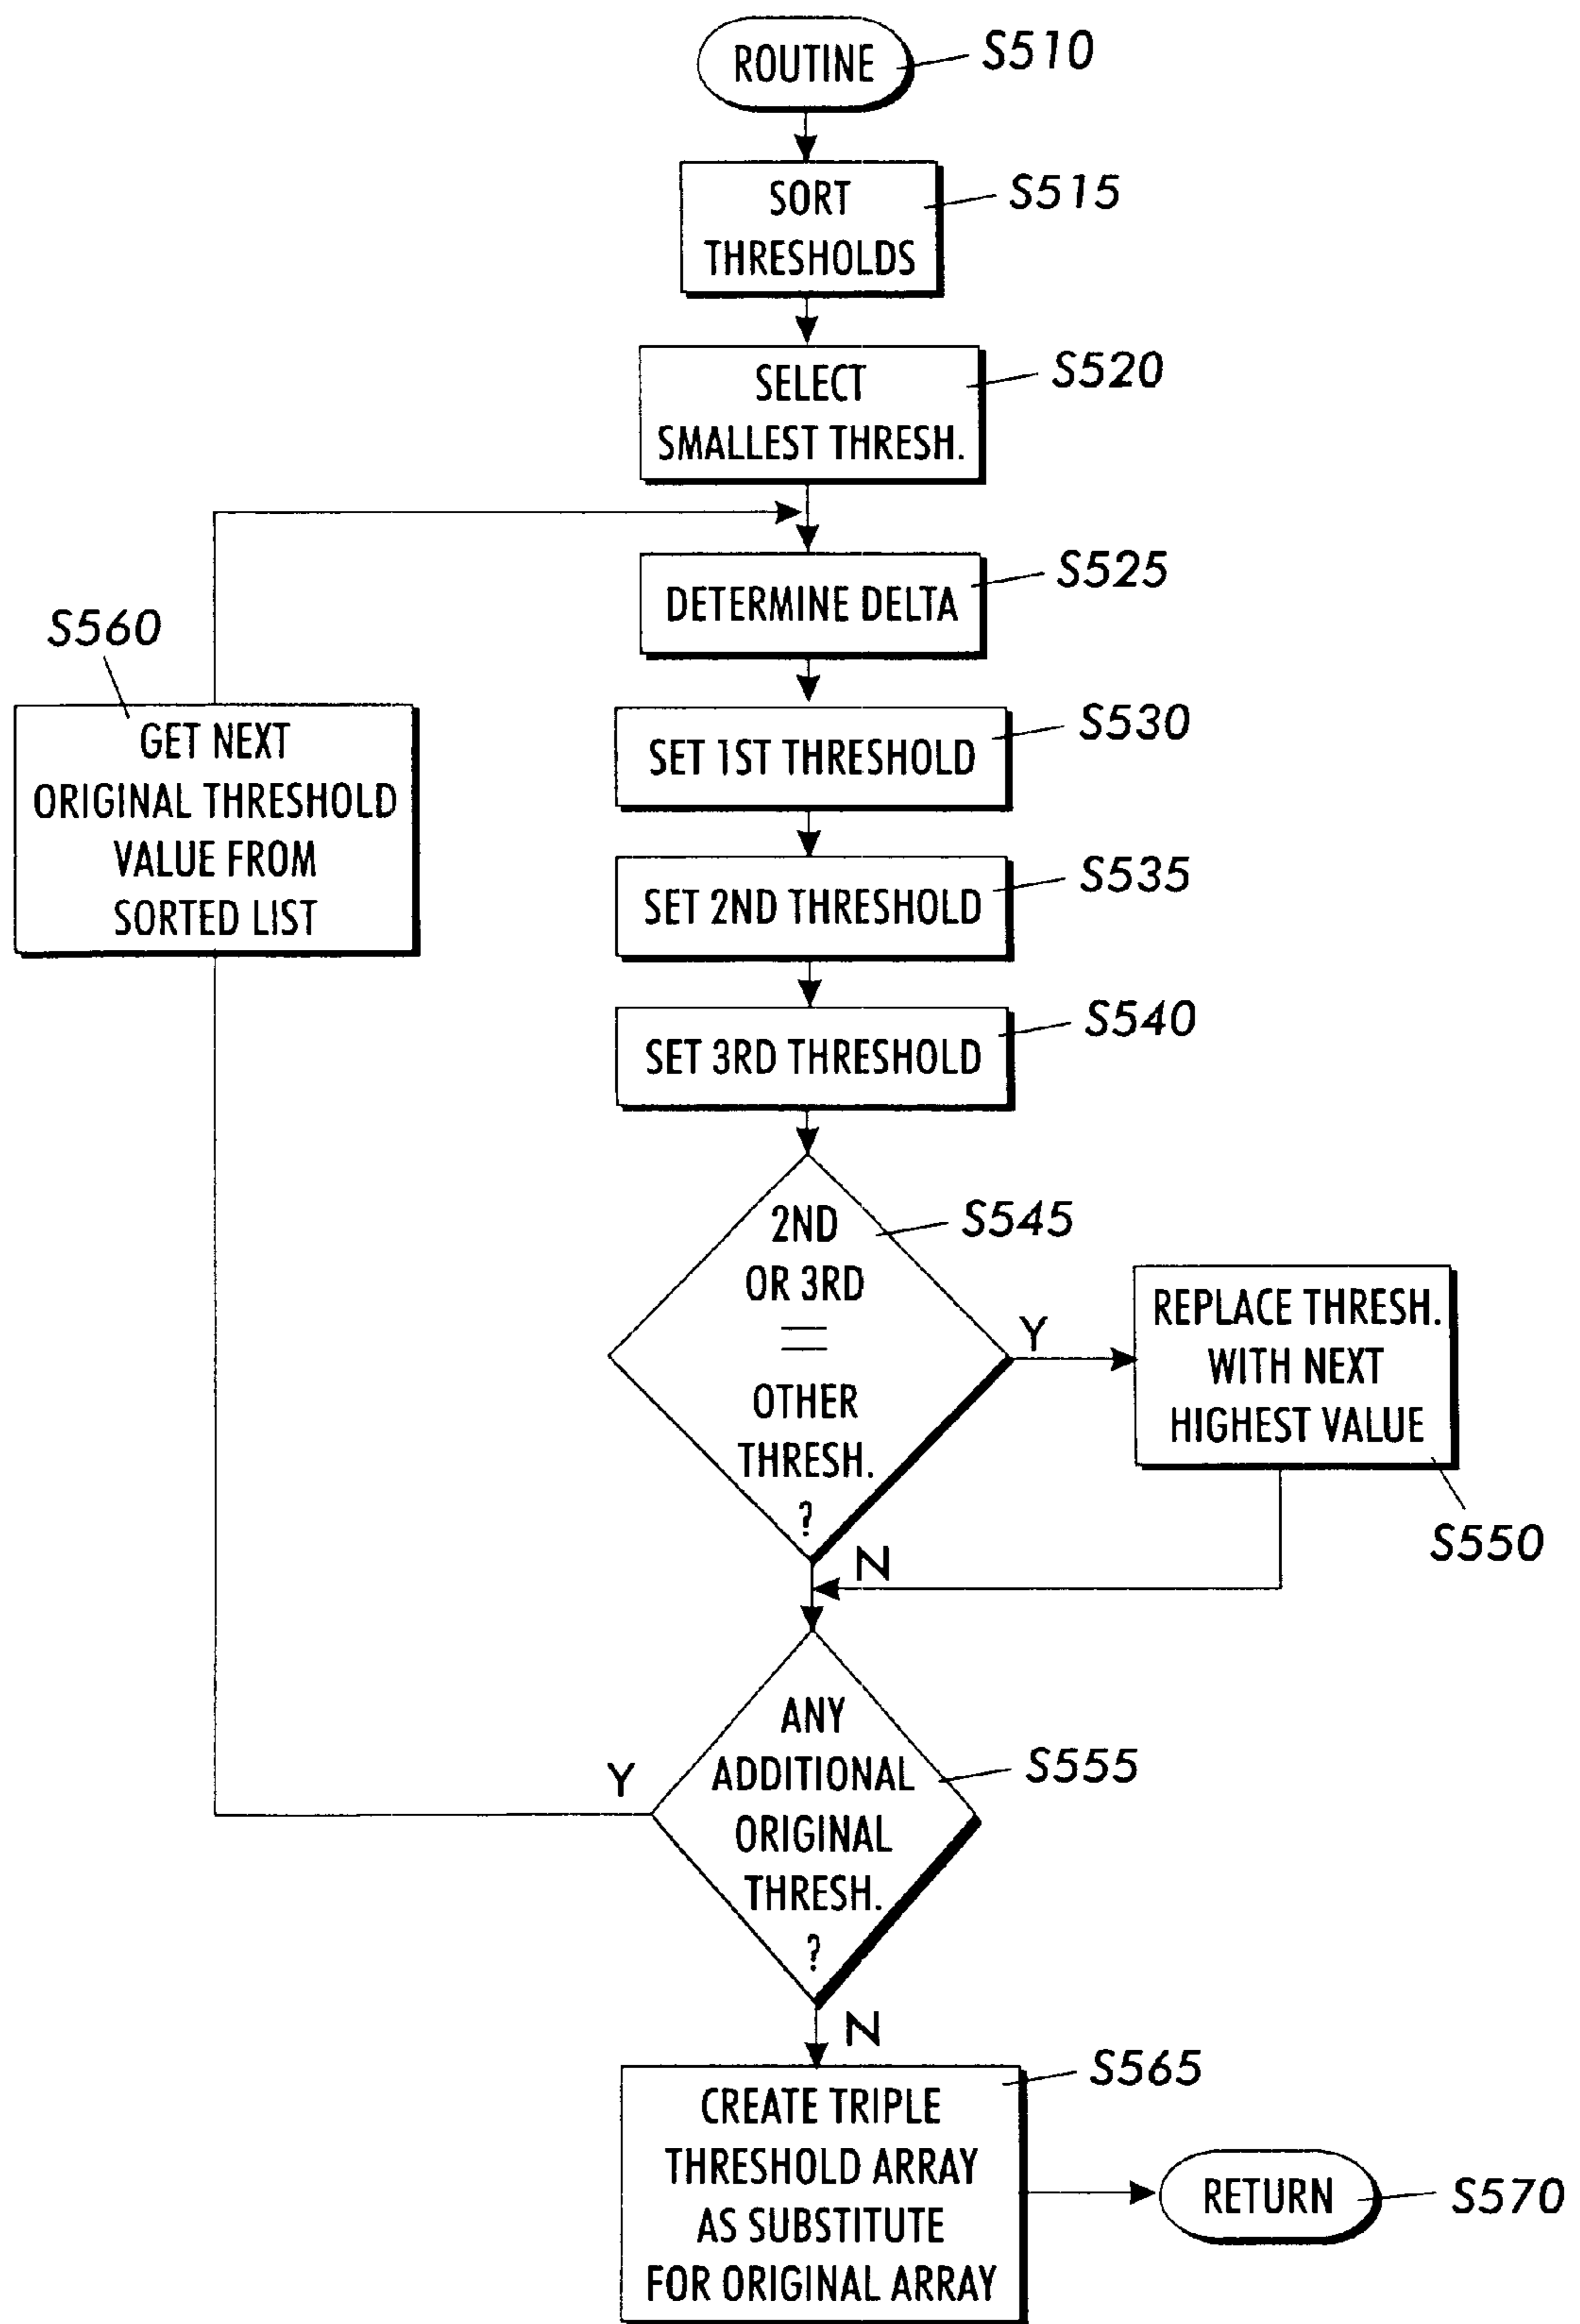 ROUTINE
S510
SORT
THRESHOLDS
S515
SELECT
SMALLEST THRESH.
S520
DETERMINE DELTA
S525
S560
GET NEXT
ORIGINAL THRESHOLD
VALUE FROM
SORTED LIST
SET 1ST THRESHOLD
S530
SET 2ND THRESHOLD
S535
SET 3RD THRESHOLD
S540
2ND
OR 3RD
=
OTHER
THRESH.
?
S545
Y
REPLACE THRESH.
WITH NEXT
HIGHEST VALUE
S550
N
ANY
ADDITIONAL
ORIGINAL
THRESH.
?
S555
Y
N
CREATE TRIPLE
THRESHOLD ARRAY
AS SUBSTITUTE
FOR ORIGINAL ARRAY
S565
RETURN
S570